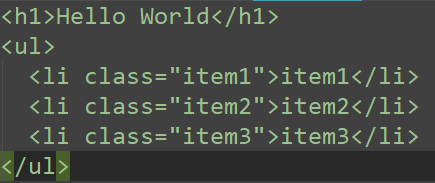 <h1>Hello World</h1>
<ul>
  <li class="item1">item1</li>
  <li class="item2">item2</li>
  <li class="item3">item3</li>
</ul>